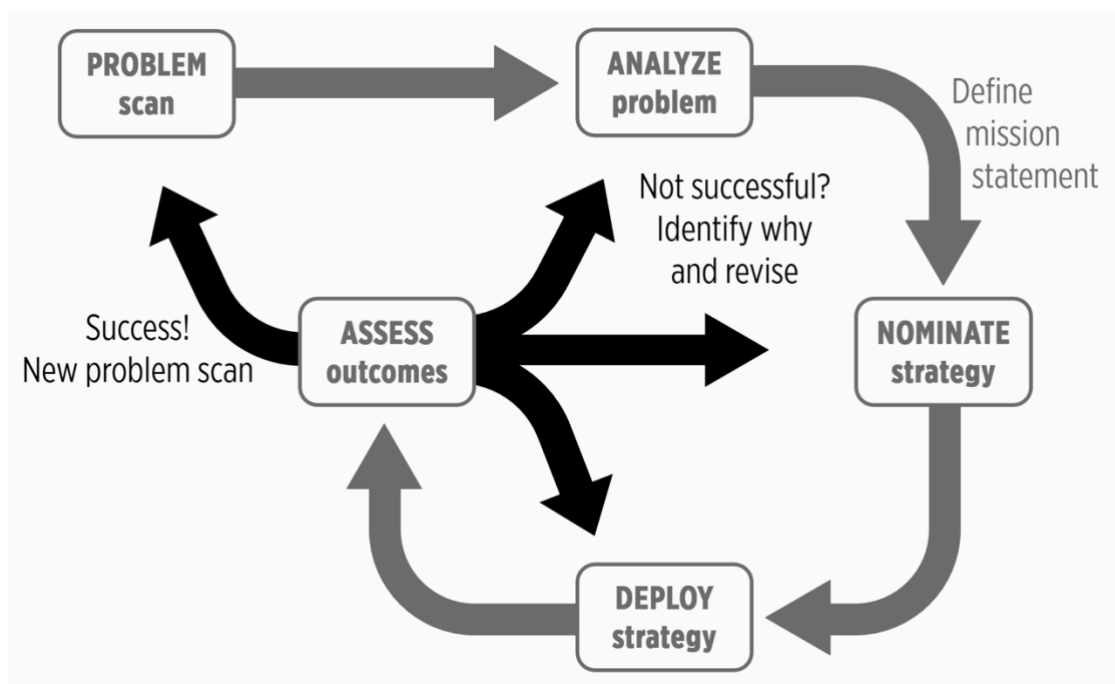 PROBLEM
scan
ANALYZE
problem
Define
mission
statement
Not successful?
Identify why
and revise
Success!
New problem scan
ASSESS
outcomes
NOMINATE
strategy
DEPLOY
strategy